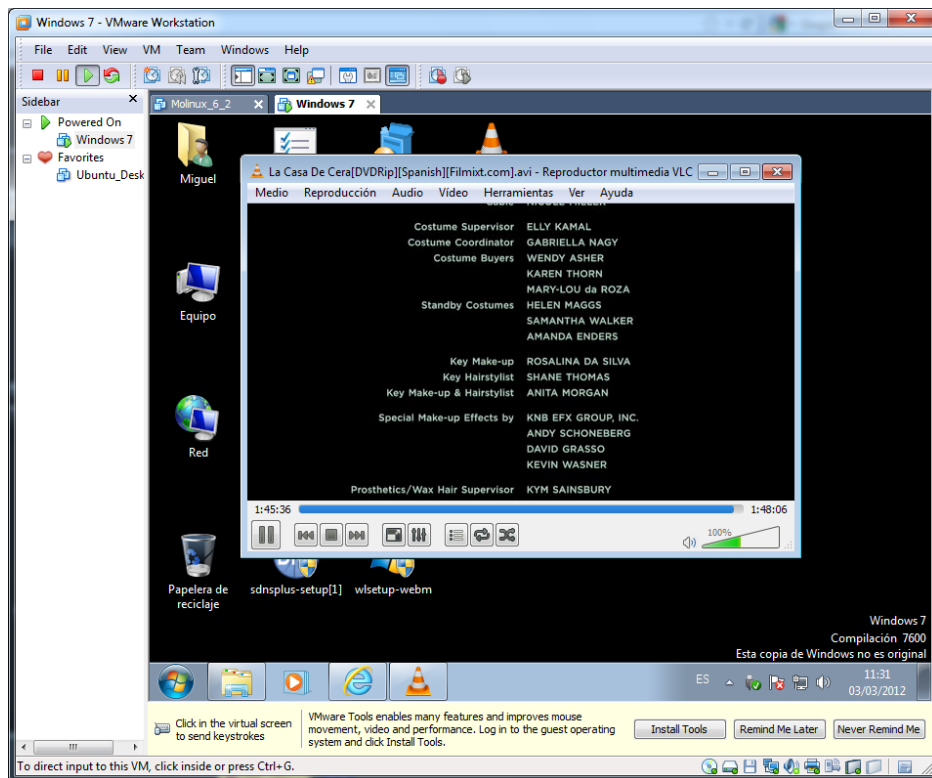 Windows 7 - VMware Workstation
File Edit View VM Team Windows Help
Sidebar
Powered On
Windows 7
Favorites
Ubuntu_Desk
Molinux_6_2
Windows 7
Miguel
Equipo
Red
Papelera de reciclaje
sdnsplus-setup[1]
wlsetup-webm
La Casa De Cera[DVDRip][Spanish][Filmixt.com].avi - Reproductor multimedia VLC
Medio Reproducción Audio Vídeo Herramientas Ver Ayuda
Costume Supervisor ELLY KAMAL
Costume Coordinator GABRIELLA NAGY
Costume Buyers WENDY ASHER
KAREN THORN
MARY-LOU da ROZA
Standby Costumes HELEN MAGGS
SAMANTHA WALKER
AMANDA ENDERS
Key Make-up ROSALINA DA SILVA
Key Hairstylist SHANE THOMAS
Key Make-up & Hairstylist ANITA MORGAN
Special Make-up Effects by KNB EFX GROUP, INC.
ANDY SCHONEBERG
DAVID GRASSO
KEVIN WASNER
Prosthetics/Wax Hair Supervisor KYM SAINSBURY
1:45:36 1:48:06
100%
Windows 7
Compilación 7600
Esta copia de Windows no es original
ES
11:31
03/03/2012
Click in the virtual screen
to send keystrokes
VMware Tools enables many features and improves mouse
movement, video and performance. Log in to the guest operating
system and click Install Tools.
Install Tools
Remind Me Later
Never Remind Me
To direct input to this VM, click inside or press Ctrl+G.